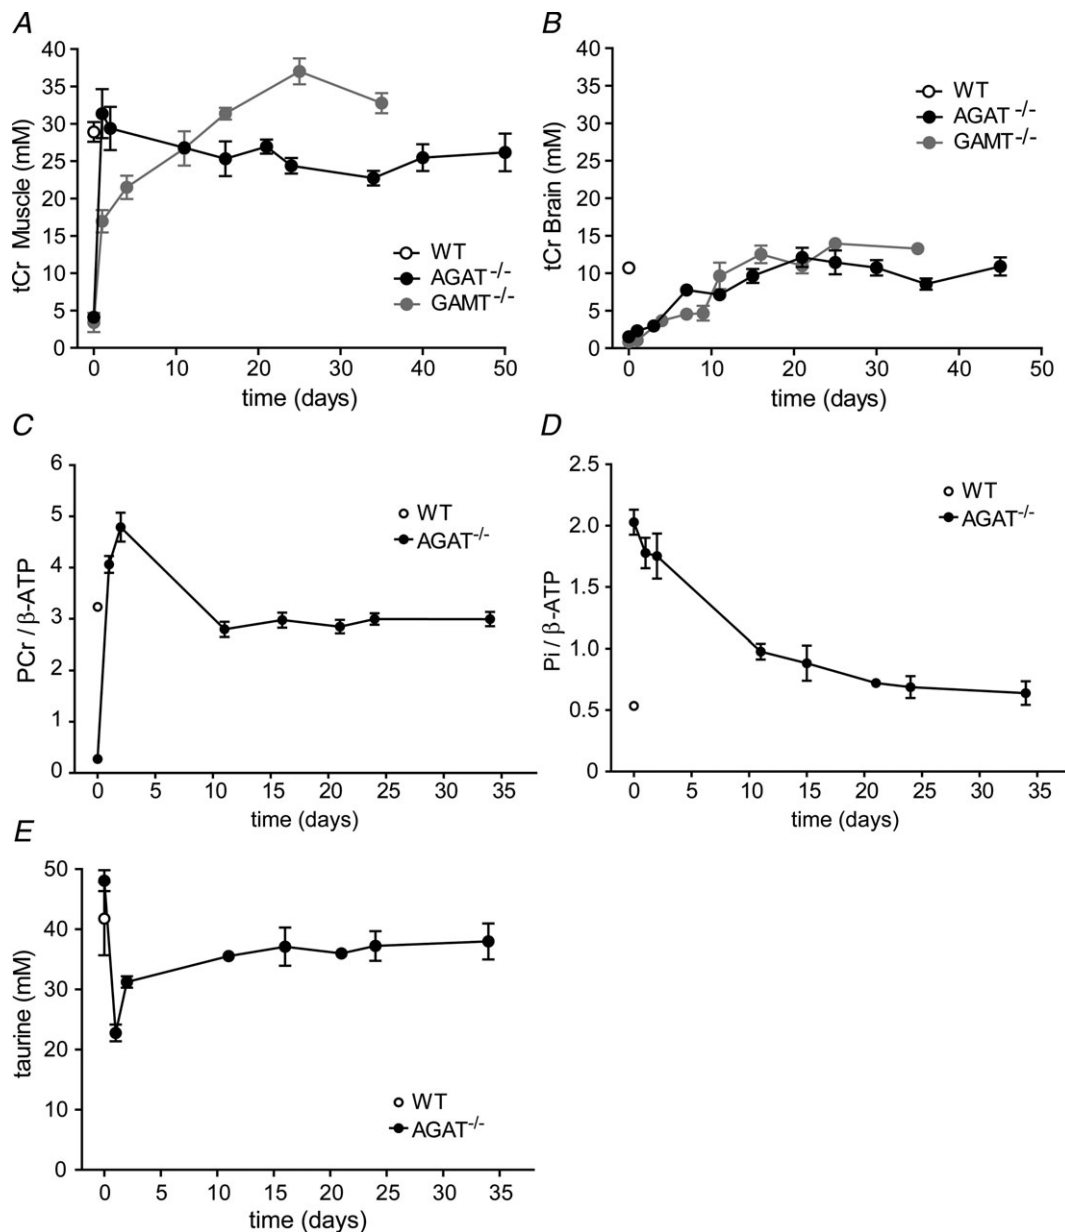 A
tCr Muscle (mM)
40
35
30
25
20
15
10
5
0
0 10 20 30 40 50
time (days)
WT
AGAT-/-
GAMT-/-
B
tCr Brain (mM)
40
35
30
25
20
15
10
5
0
0 10 20 30 40 50
time (days)
WT
AGAT -/-
GAMT-/-
C
PCr / β-ATP
6
5
4
3
2
1
0
0 5 10 15 20 25 30 35
time (days)
WT
AGAT-/-
D
Pi / β-ATP
2.5
2.0
1.5
1.0
0.5
0
0 5 10 15 20 25 30 35
time (days)
WT
AGAT-/-
E
taurine (mM)
50
40
30
20
10
0
0 5 10 15 20 25 30 35
time (days)
WT
AGAT-/-